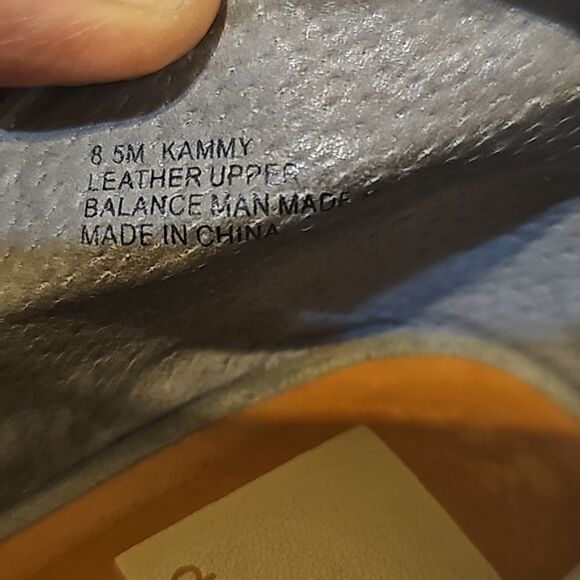 8.5M KAMMY
LEATHER UPPER
BALANCE MAN MADE
MADE IN CHINA